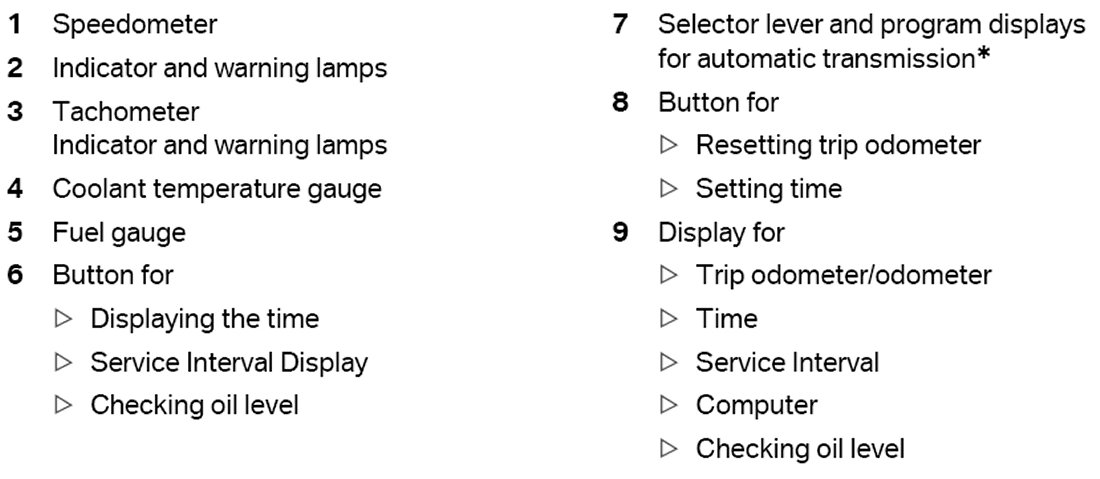 1 Speedometer
2 Indicator and warning lamps
3 Tachometer
Indicator and warning lamps
4 Coolant temperature gauge
5 Fuel gauge
6 Button for
▷ Displaying the time
▷ Service Interval Display
▷ Checking oil level
7 Selector lever and program displays
for automatic transmission*
8 Button for
▷ Resetting trip odometer
▷ Setting time
9 Display for
▷ Trip odometer/odometer
▷ Time
▷ Service Interval
▷ Computer
▷ Checking oil level